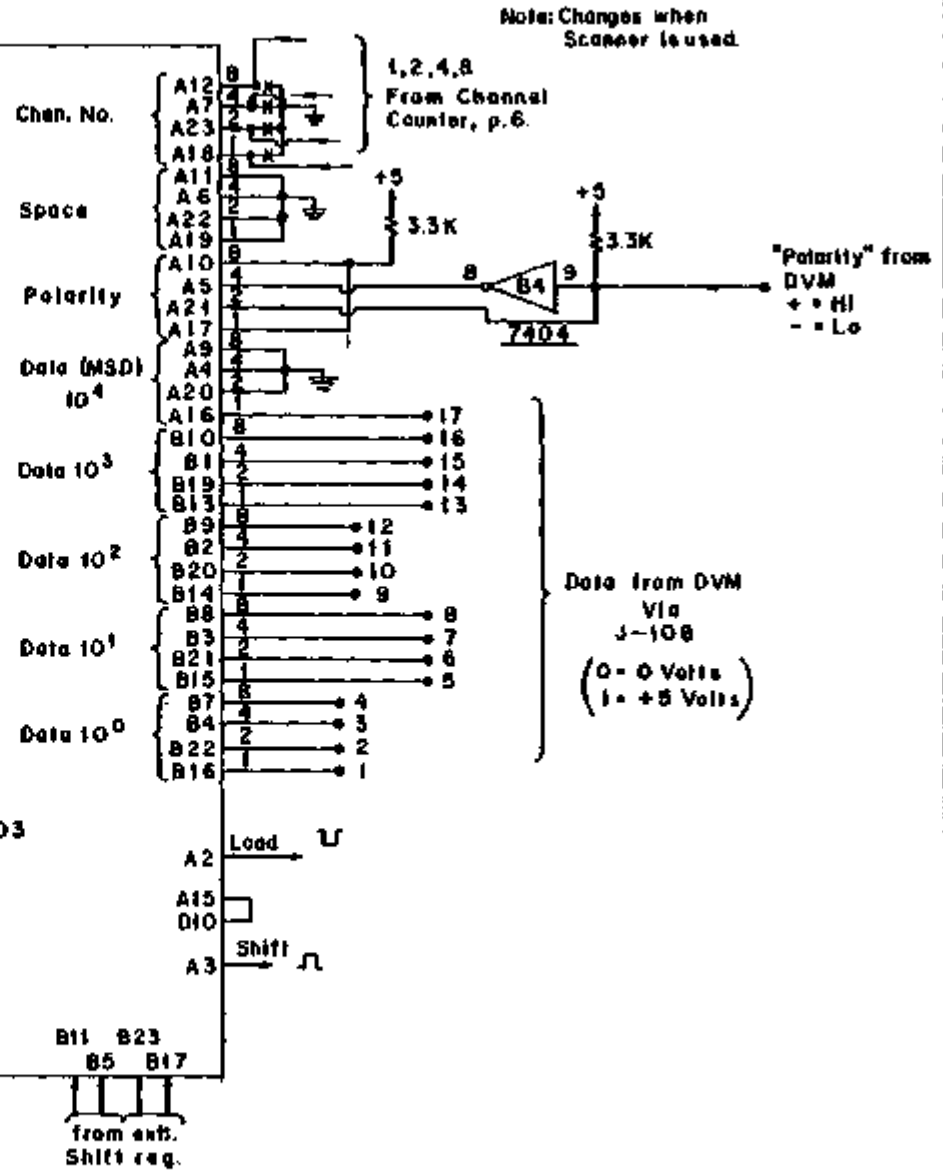 Note: Changes when
Scanner is used
1,2,4,8
From Channel
Counter, p.6.
Chan. No.
A12 8
A7 4
A23 2
A18 1
Space
A11 8
A6 4
A22 2
A19 1
+5
3.3K
+5
3.3K
Polarity
A10 8
A5 4
A21 2
A17 1
8 B4 9
7404
"Polarity" from
DVM
+ = Hi
- = Lo
Data (MSD)
10⁴
A9 8
A4 4
A20 2
A16 1 17
Data 10³
B10 8 16
B1 4 15
B19 2 14
B13 1 13
Data 10²
B9 8 12
B2 4 11
B20 2 10
B14 1 9
Data 10¹
B8 8 8
B3 4 7
B21 2 6
B15 1 5
Data 10⁰
B7 8 4
B4 4 3
B22 2 2
B16 1 1
Data from DVM
Via
J-108
(0 = 0 Volts
1 = +5 Volts)
03
A2 Load
A15
D10
A3 Shift
B11 B23
B5 B17
from ext.
Shift reg.